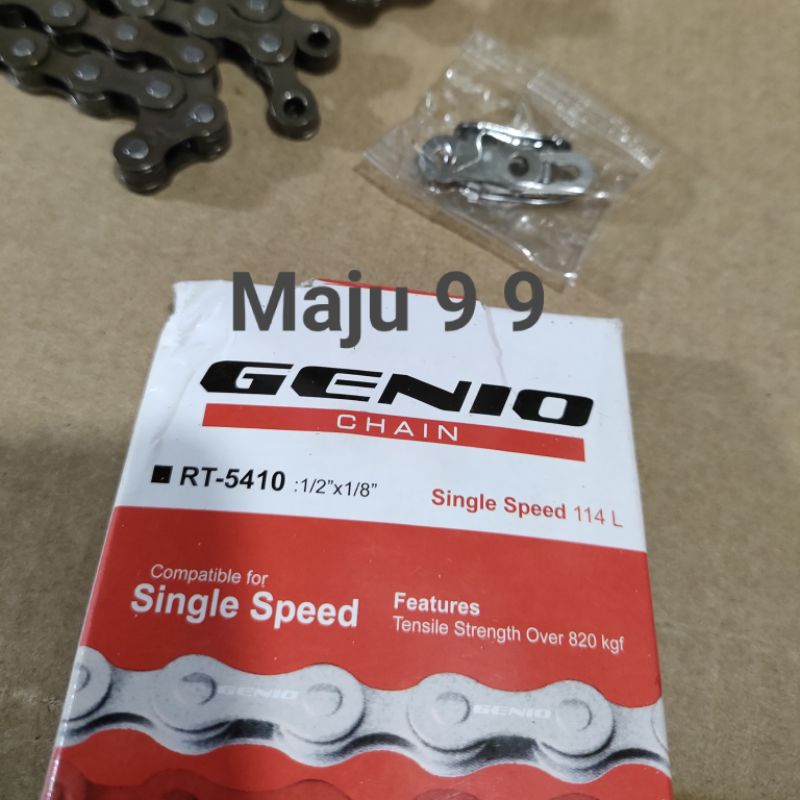 Maju 9 9
GENIO
CHAIN
■ RT-5410 :1/2"x1/8"
Single Speed 114 L
Compatible for
Single Speed
Features
Tensile Strength Over 820 kgf
GENIO
GENIO